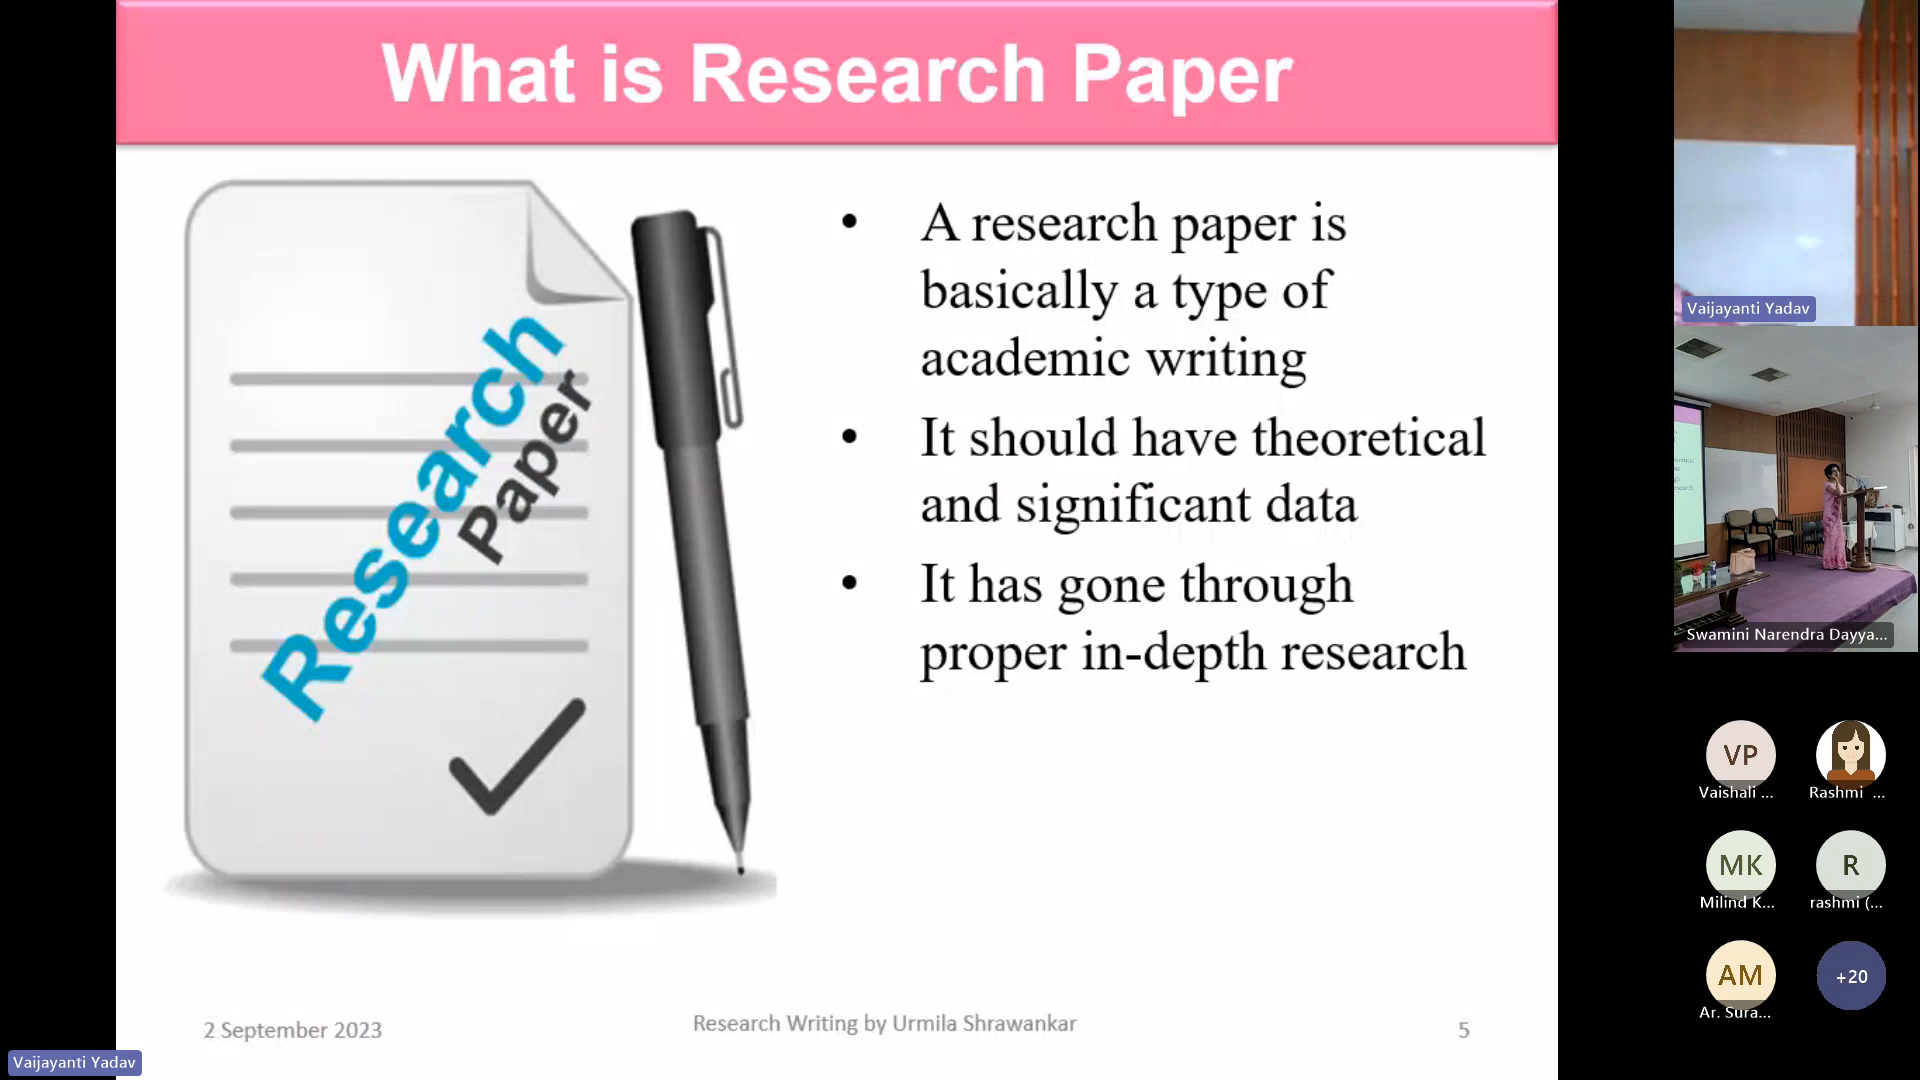 What is Research Paper
Research
Paper
• A research paper is
basically a type of
academic writing
• It should have theoretical
and significant data
• It has gone through
proper in-depth research
2 September 2023
Research Writing by Urmila Shrawankar
5
Vaijayanti Yadav
Vaijayanti Yadav
Swamini Narendra Dayya...
VP
Vaishali ...
Rashmi ...
MK
Milind K...
R
rashmi (...
AM
Ar. Sura...
+20